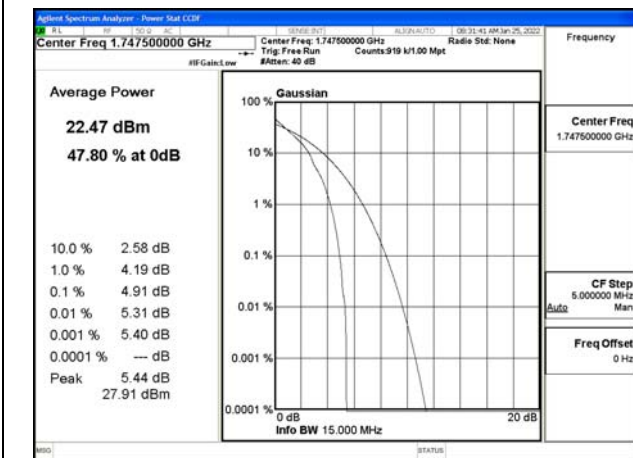 Agilent Spectrum Analyzer - Power Stat CCDF
RL RF 50 Ω AC SENSE:INT ALIGN AUTO 08:31:41 AM Jan 25, 2022
Center Freq 1.747500000 GHz
Center Freq: 1.747500000 GHz
Radio Std: None
Trig: Free Run Counts:919 k/1.00 Mpt
#IFGain:Low #Atten: 40 dB
Frequency
Average Power
22.47 dBm
47.80 % at 0dB
10.0 % 2.58 dB
1.0 % 4.19 dB
0.1 % 4.91 dB
0.01 % 5.31 dB
0.001 % 5.40 dB
0.0001 % --- dB
Peak 5.44 dB
27.91 dBm
Gaussian
100 %
10 %
1 %
0.1 %
0.01 %
0.001 %
0.0001 %
0 dB 20 dB
Info BW 15.000 MHz
Center Freq
1.747500000 GHz
CF Step
5.000000 MHz
Auto Man
Freq Offset
0 Hz
MSG STATUS